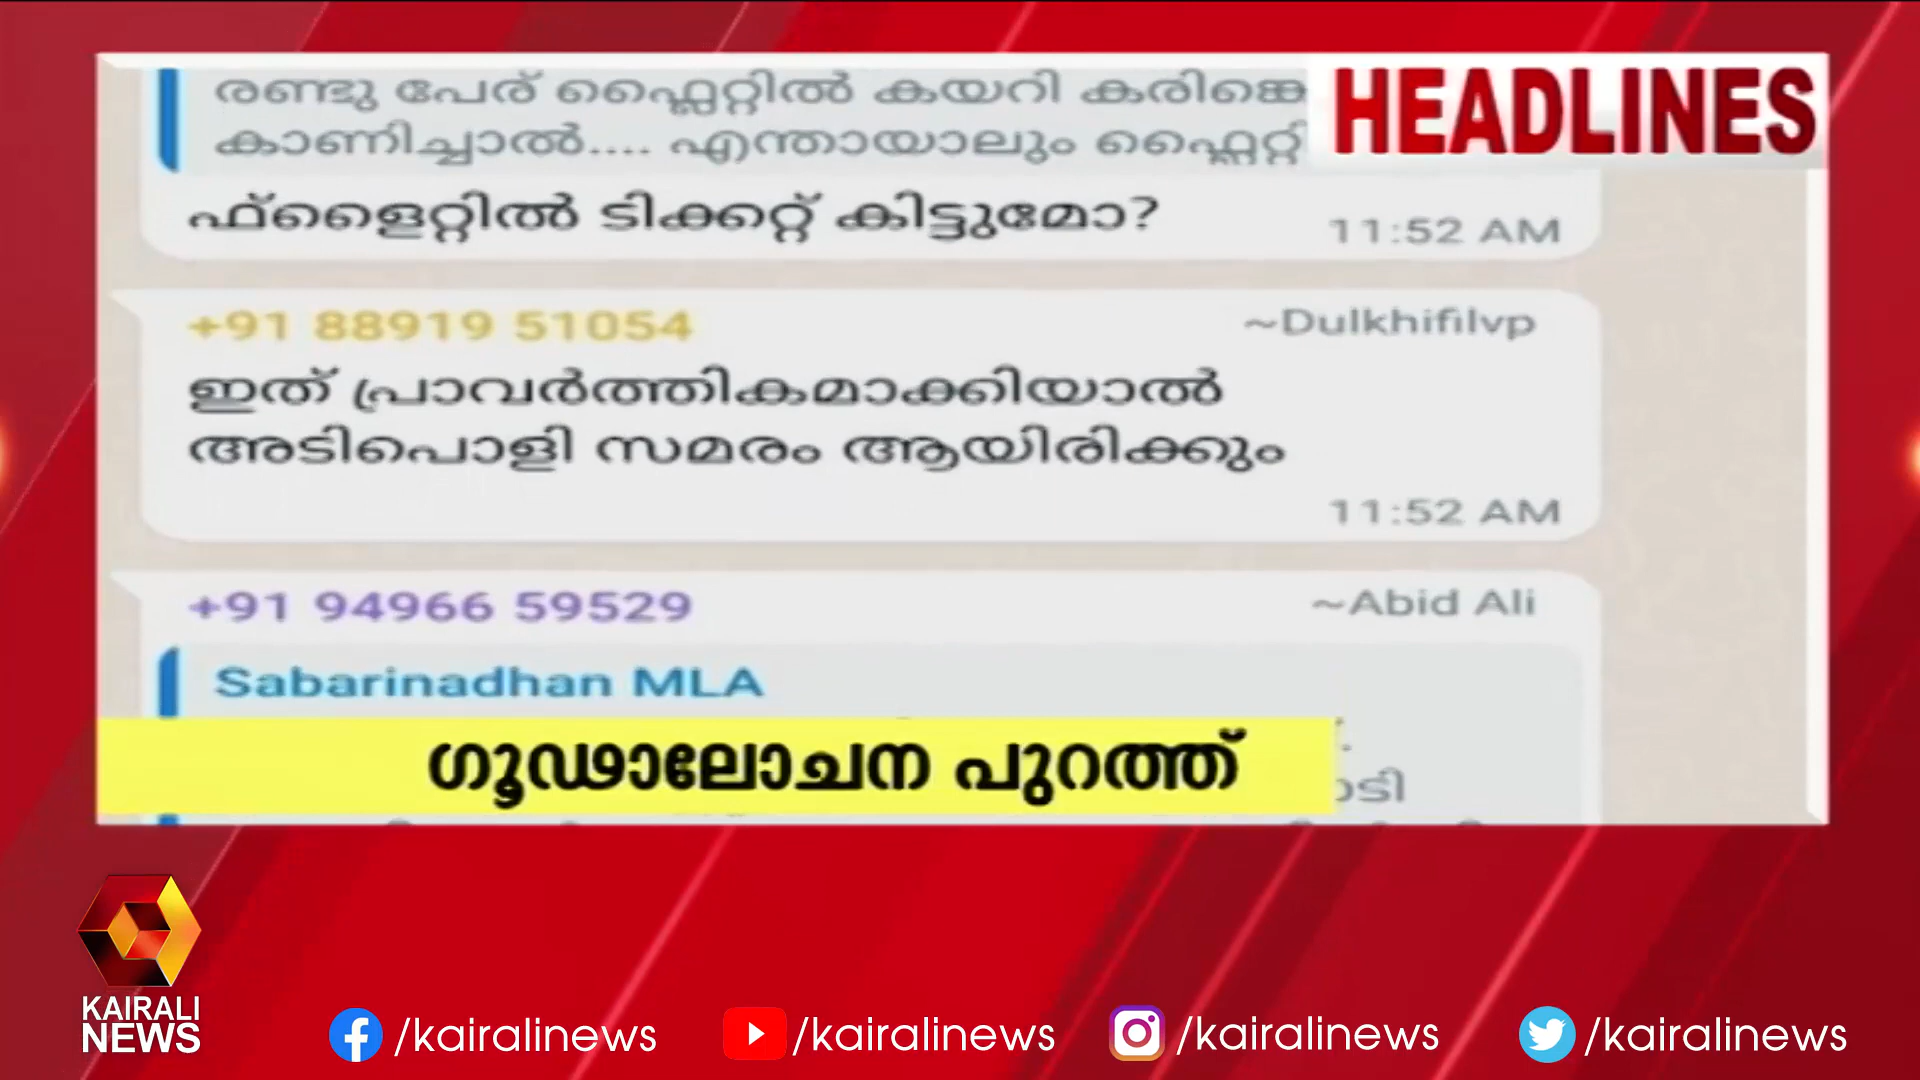 രണ്ടു പേര് ഫ്ലൈറ്റിൽ കയറി കരിങ്കൊ
HEADLINES
കാണിച്ചാൽ.... എന്തായാലും ഫ്ലൈറ്റി
ഫ്ളൈറ്റിൽ ടിക്കറ്റ് കിട്ടുമോ?
11:52 AM
+91 88919 51054 ~Dulkhifilvp
ഇത് പ്രാവർത്തികമാക്കിയാൽ
അടിപൊളി സമരം ആയിരിക്കും
11:52 AM
+91 94966 59529 ~Abid Ali
Sabarinadhan MLA
ഗൂഢാലോചന പുറത്ത്
KAIRALI
NEWS
/kairalinews /kairalinews /kairalinews /kairalinews